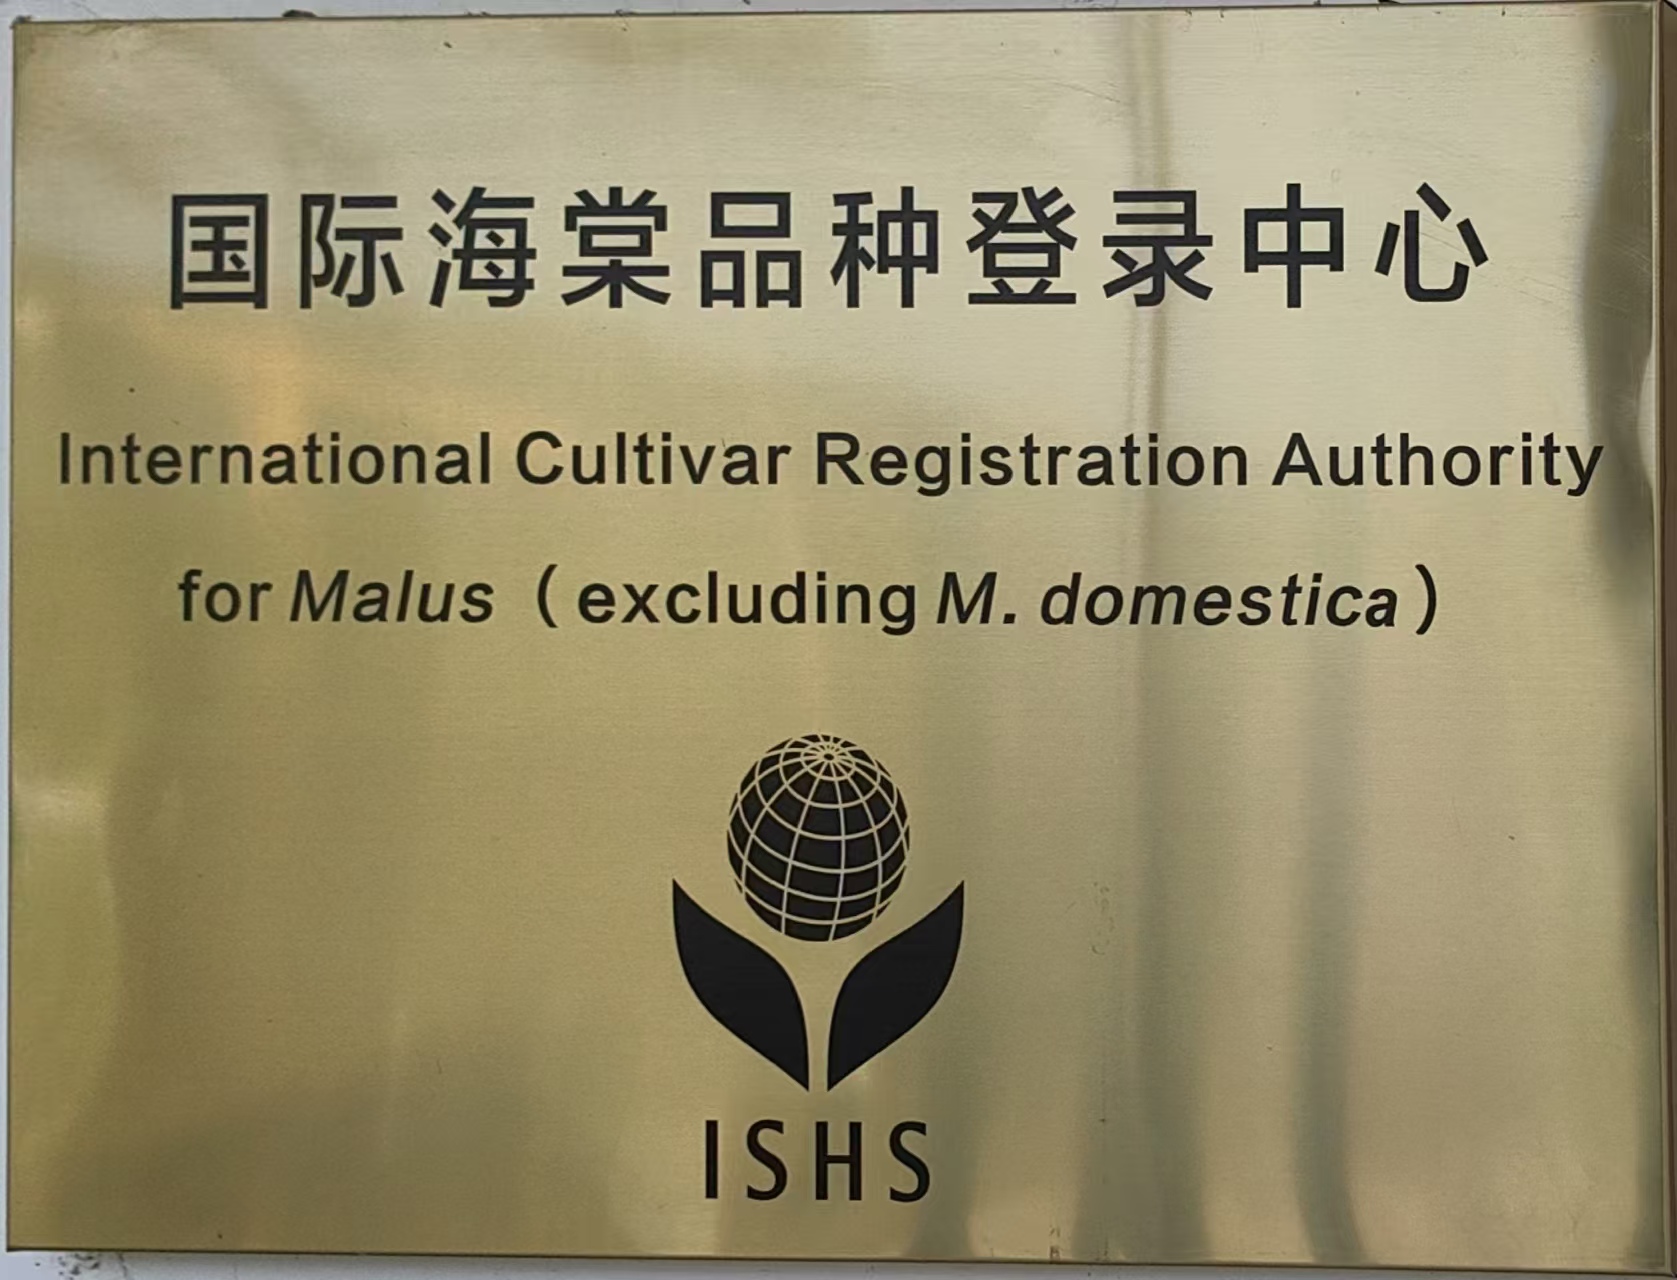 国际海棠品种登录中心
International Cultivar Registration Authority
for Malus（excluding M. domestica）
ISHS